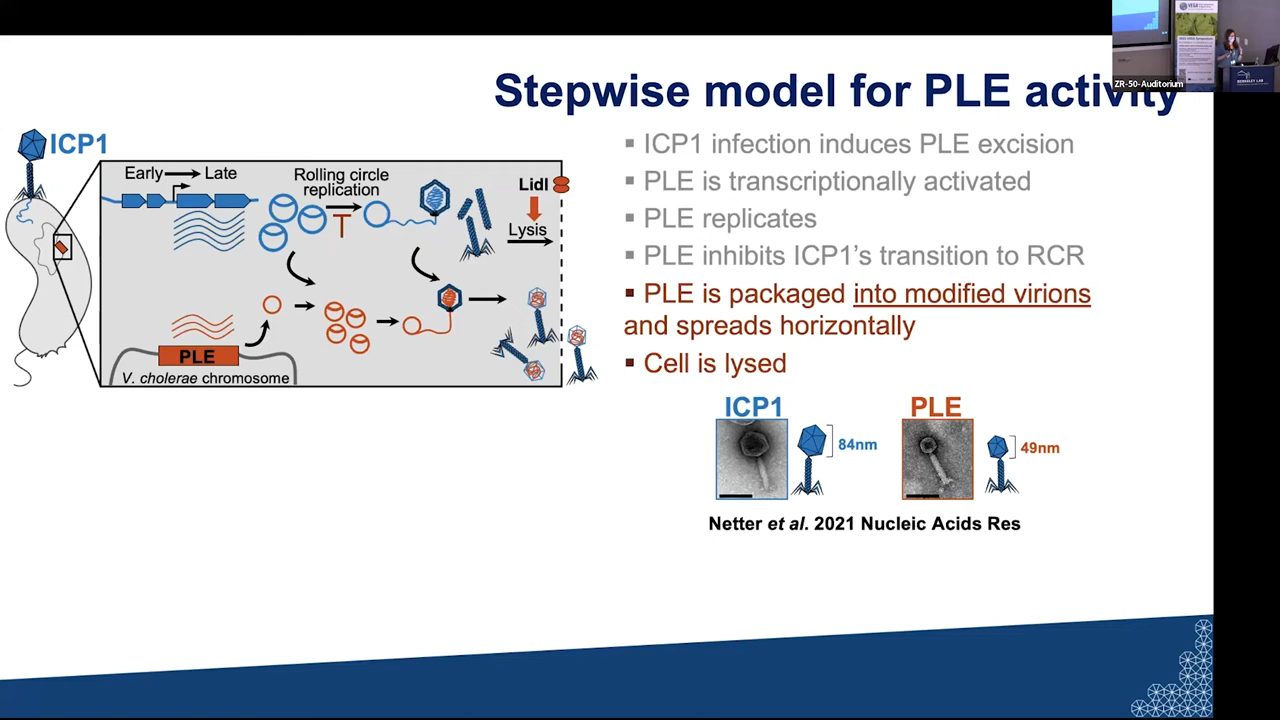 Stepwise model for PLE activity
ZR-50-Auditorium
BERKELEY LAB
ICP1
Early
Late
Rolling circle
replication
LidI
Lysis
PLE
V. cholerae chromosome
▪ ICP1 infection induces PLE excision
▪ PLE is transcriptionally activated
▪ PLE replicates
▪ PLE inhibits ICP1's transition to RCR
▪ PLE is packaged into modified virions
and spreads horizontally
▪ Cell is lysed
ICP1
84nm
PLE
49nm
Netter et al. 2021 Nucleic Acids Res